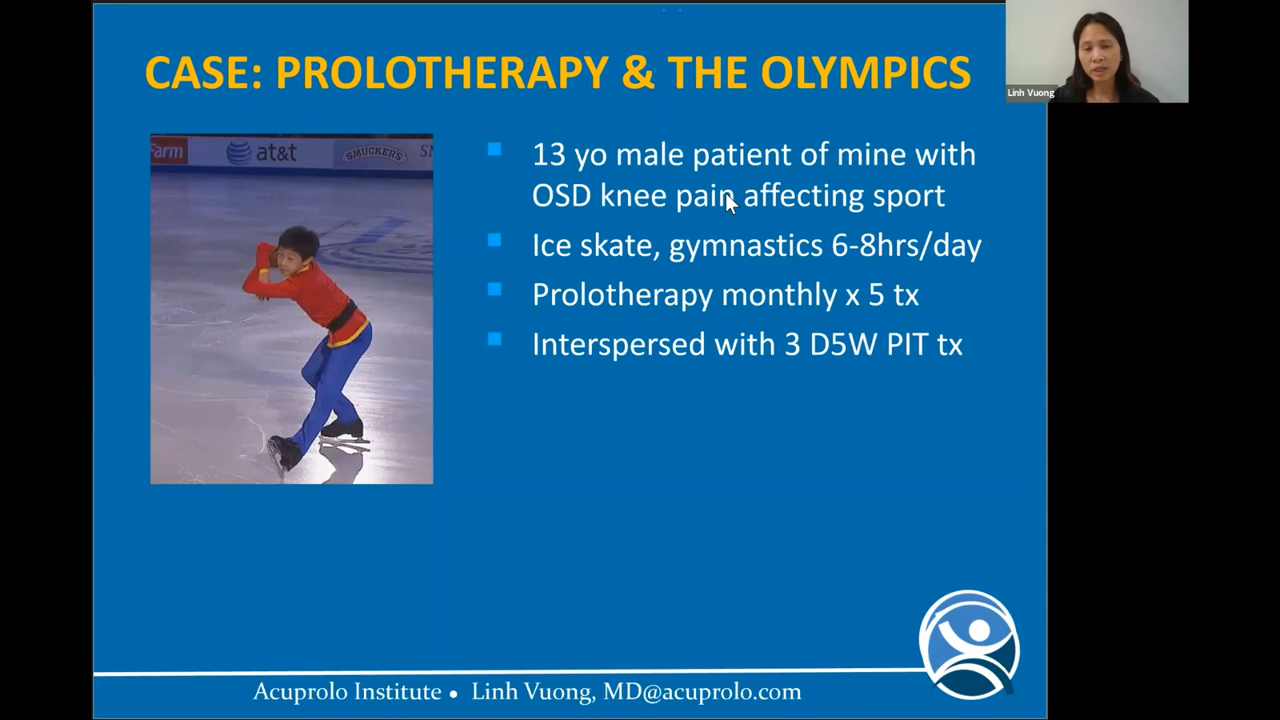 CASE: PROLOTHERAPY & THE OLYMPICS
Linh Vuong
Farm
at&t
SMUCKER'S
SM
13 yo male patient of mine with
OSD knee pain affecting sport
Ice skate, gymnastics 6-8hrs/day
Prolotherapy monthly x 5 tx
Interspersed with 3 D5W PIT tx
Acuprolo Institute • Linh Vuong, MD@acuprolo.com